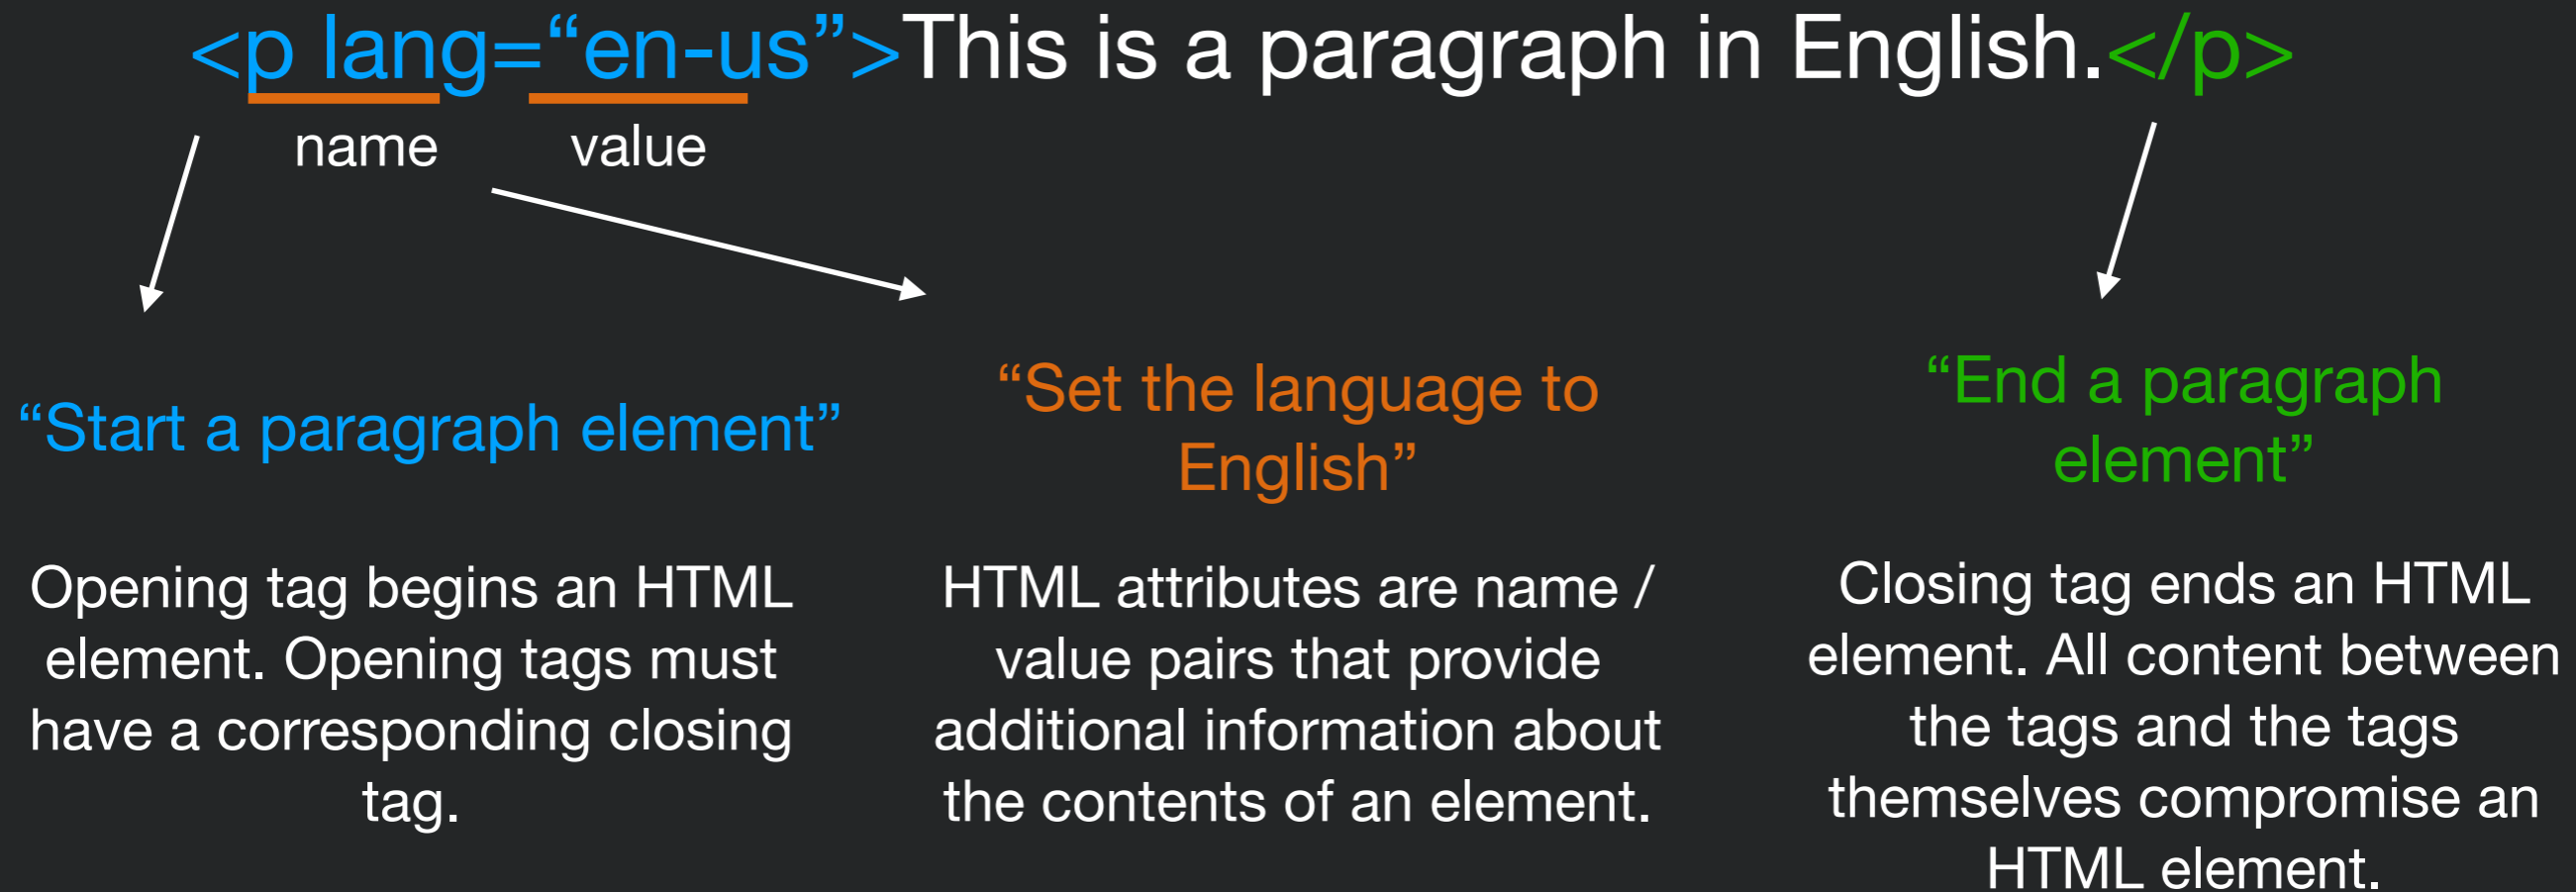 <p lang=“en-us”>This is a paragraph in English.</p>
name value
“Start a paragraph element”
Opening tag begins an HTML
element. Opening tags must
have a corresponding closing
tag.
“Set the language to
English”
HTML attributes are name /
value pairs that provide
additional information about
the contents of an element.
“End a paragraph
element”
Closing tag ends an HTML
element. All content between
the tags and the tags
themselves compromise an
HTML element.